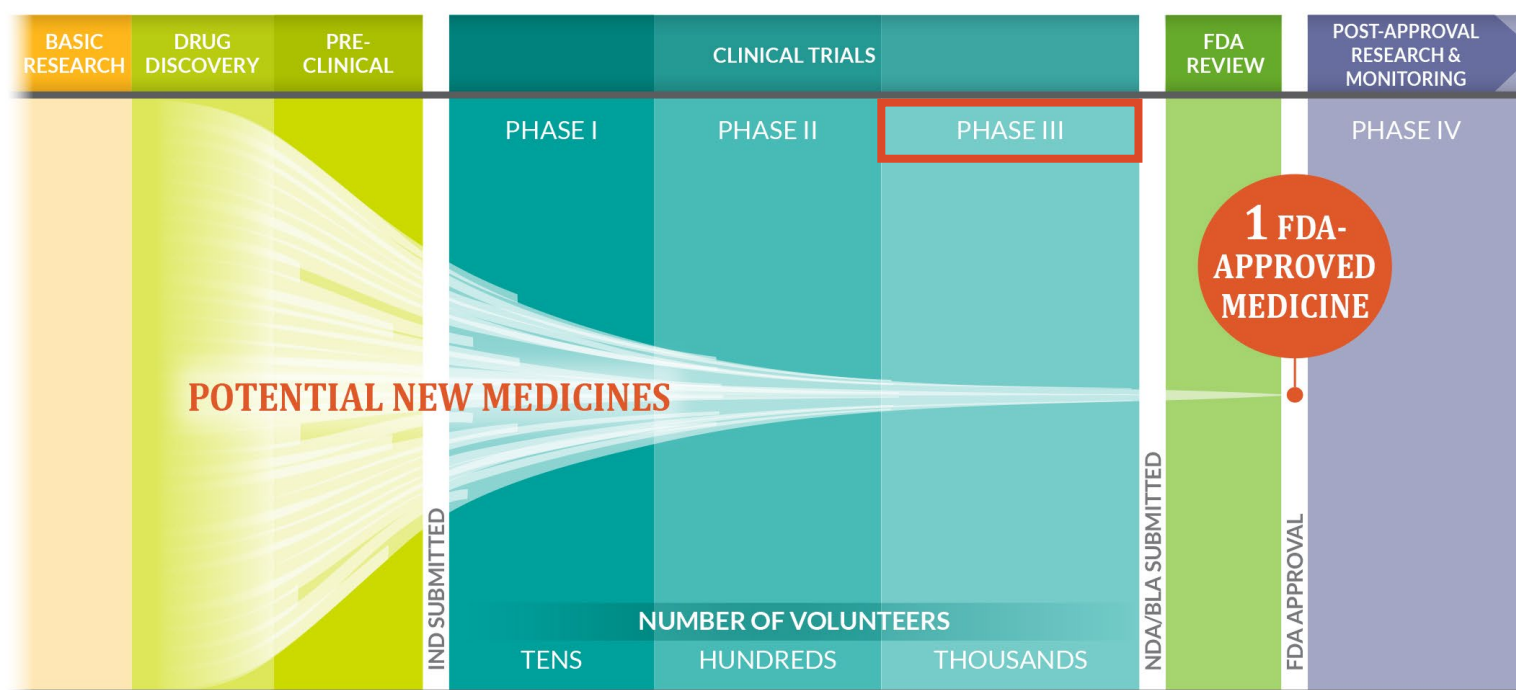 BASIC
RESEARCH
DRUG
DISCOVERY
PRE-
CLINICAL
CLINICAL TRIALS
FDA
REVIEW
POST-APPROVAL
RESEARCH &
MONITORING
PHASE I
PHASE II
PHASE III
PHASE IV
1 FDA-
APPROVED
MEDICINE
POTENTIAL NEW MEDICINES
IND SUBMITTED
NDA/BLA SUBMITTED
FDA APPROVAL
NUMBER OF VOLUNTEERS
TENS
HUNDREDS
THOUSANDS